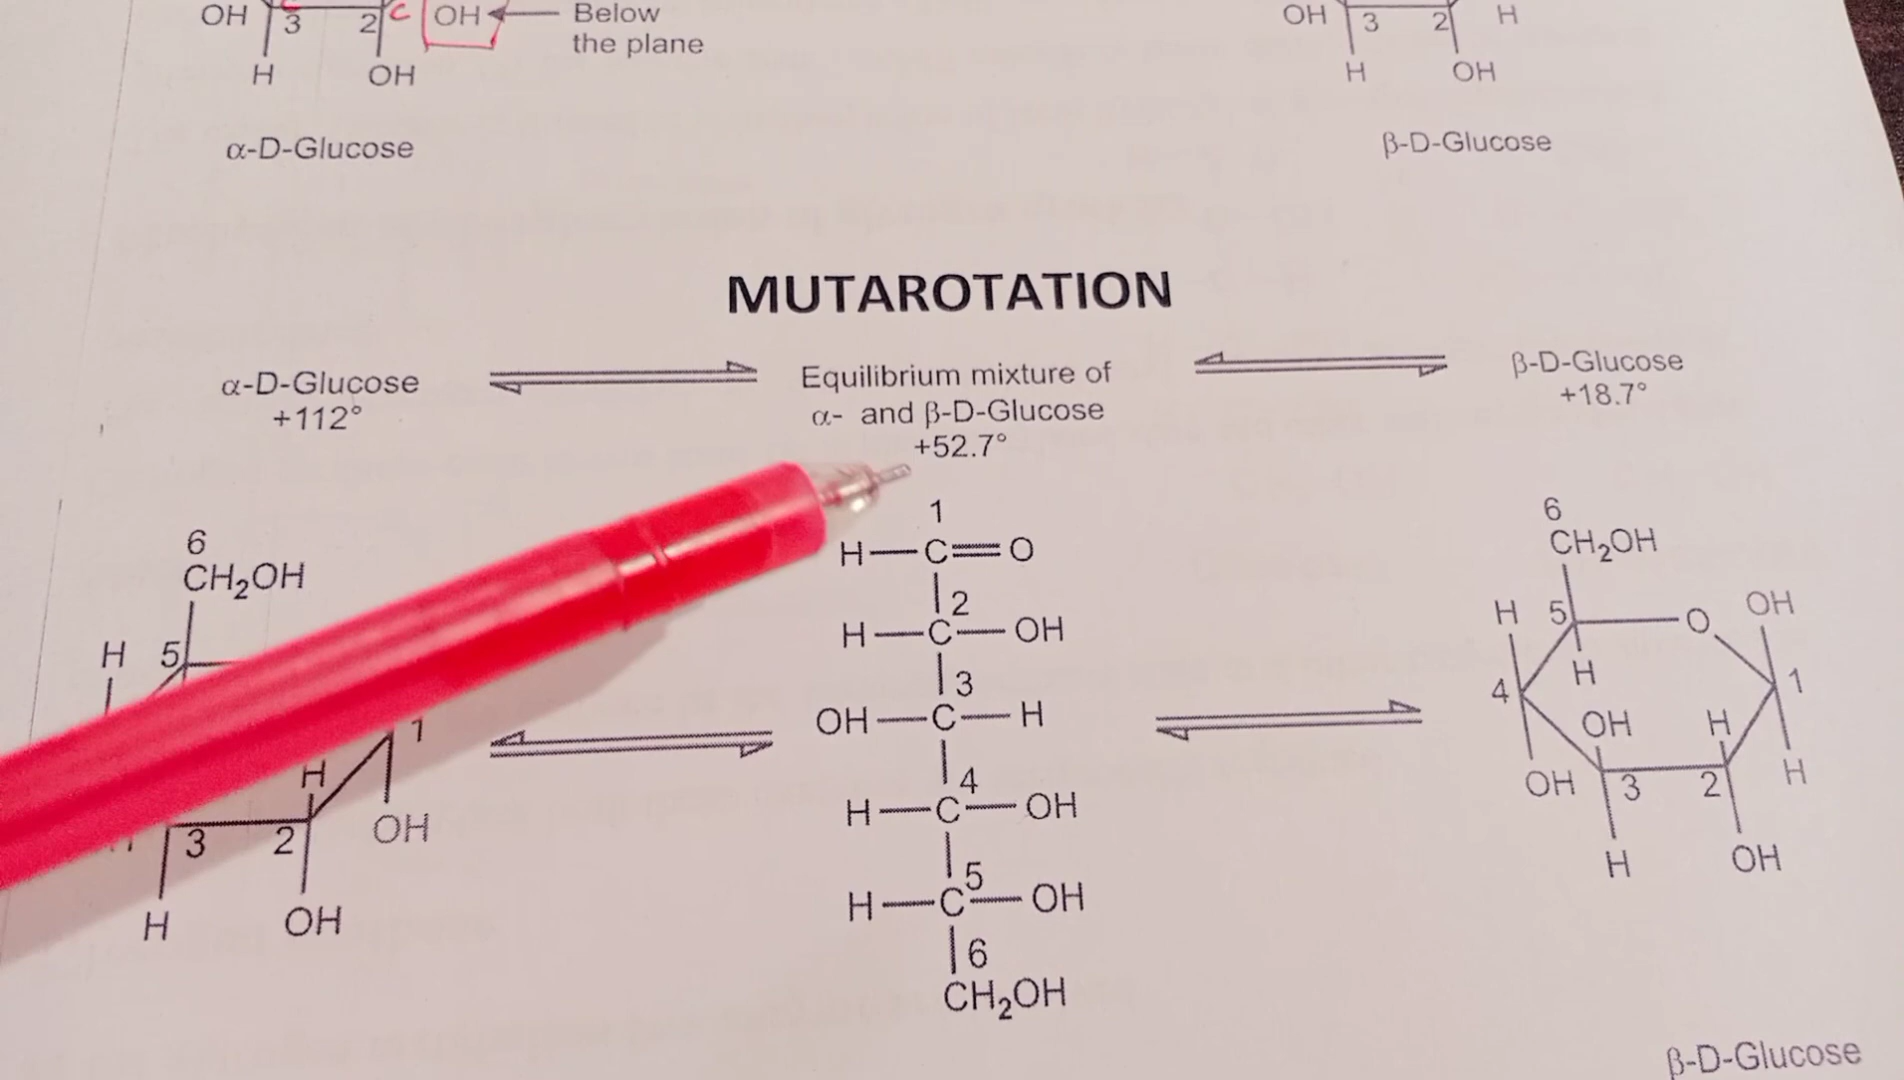 OH 3 2 C OH Below
the plane
H OH
α-D-Glucose
OH 3 2 H
H OH
β-D-Glucose
MUTAROTATION
α-D-Glucose
+112°
Equilibrium mixture of
α- and β-D-Glucose
+52.7°
β-D-Glucose
+18.7°
6
CH₂OH
H 5
1
H
3 2 OH
H OH
1
H—C=O
2
H—C—OH
3
OH—C—H
4
H—C—OH
5
H—C—OH
6
CH₂OH
6
CH₂OH
H 5 O OH
4 H 1
OH H
OH 3 2 H
H OH
β-D-Glucose